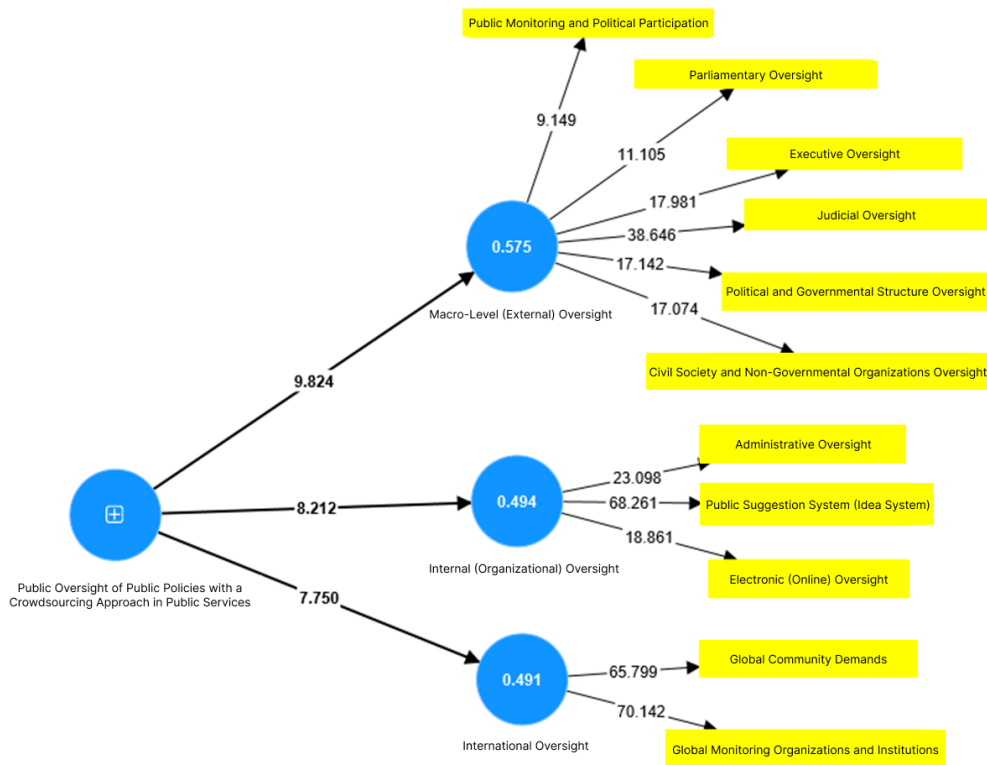 Public Monitoring and Political Participation
Parliamentary Oversight
9.149
11.105
Executive Oversight
17.981
Judicial Oversight
38.646
0.575
17.142
Political and Governmental Structure Oversight
17.074
Macro-Level (External) Oversight
Civil Society and Non-Governmental Organizations Oversight
9.824
Administrative Oversight
23.098
0.494
68.261
Public Suggestion System (Idea System)
8.212
18.861
Internal (Organizational) Oversight
Electronic (Online) Oversight
Public Oversight of Public Policies with a
Crowdsourcing Approach in Public Services
7.750
Global Community Demands
65.799
0.491
70.142
International Oversight
Global Monitoring Organizations and Institutions